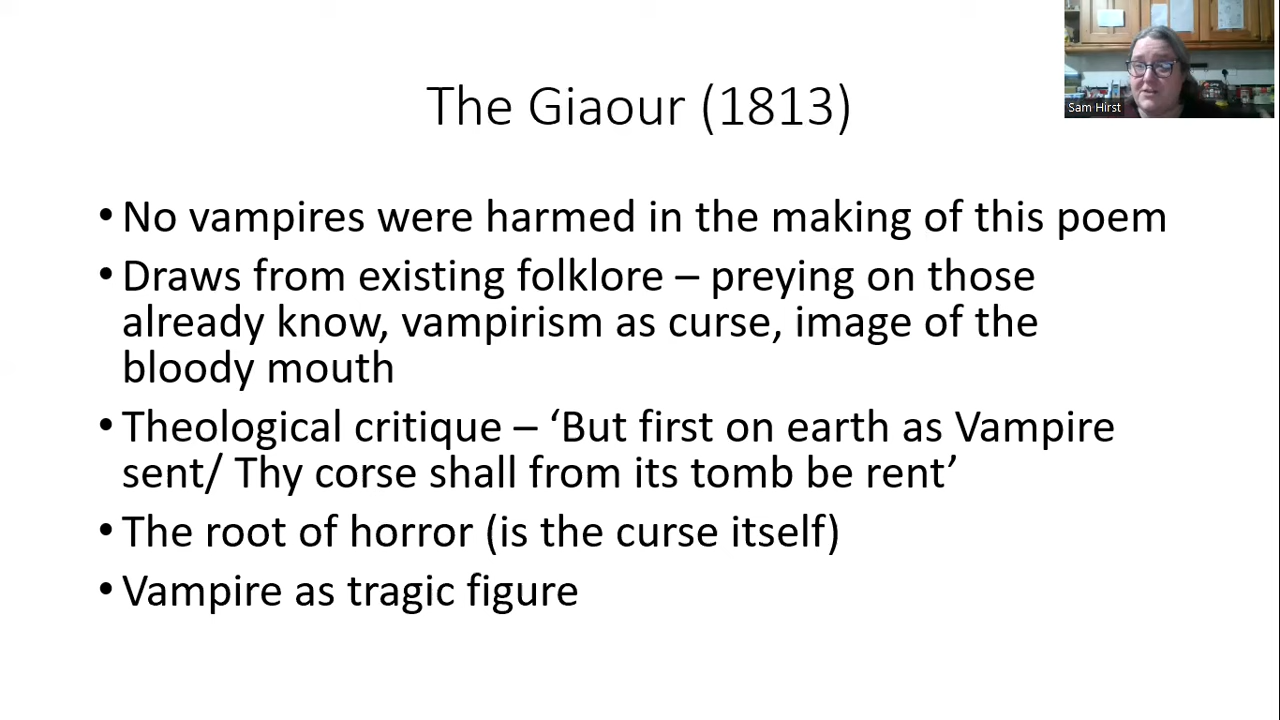 The Giaour (1813)
Sam Hirst
• No vampires were harmed in the making of this poem
• Draws from existing folklore – preying on those
already know, vampirism as curse, image of the
bloody mouth
• Theological critique – ‘But first on earth as Vampire
sent/ Thy corse shall from its tomb be rent’
• The root of horror (is the curse itself)
• Vampire as tragic figure